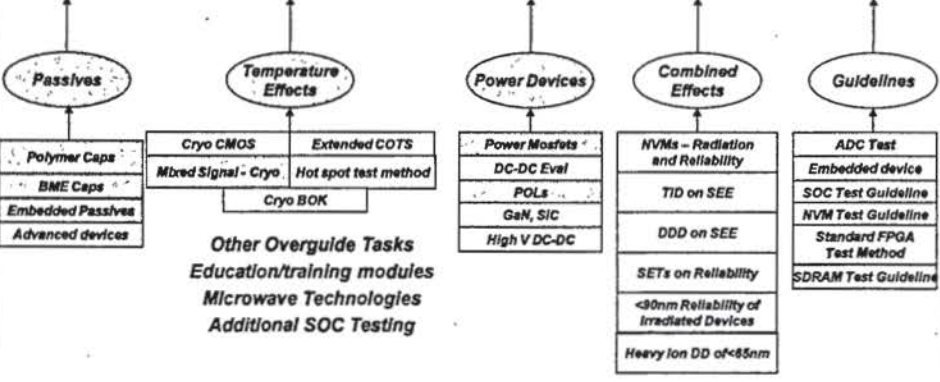 Passives
Temperature
Effects
Power Devices
Combined
Effects
Guidelines
Polymer Caps
BME Caps
Embedded Passives
Advanced devices
Cryo CMOS
Extended COTS
Mixed Signal - Cryo
Hot spot test method
Cryo BOK
Power Mosfets
DC-DC Eval
POLs
GaN, SiC
High V DC-DC
NVMs – Radiation
and Reliability
TID on SEE
DDD on SEE
SETs on Reliability
<90nm Reliability of
Irradiated Devices
Heavy Ion DD of<65nm
ADC Test
Embedded device
SOC Test Guideline
NVM Test Guideline
Standard FPGA
Test Method
SDRAM Test Guideline
Other Overguide Tasks
Education/training modules
Microwave Technologies
Additional SOC Testing